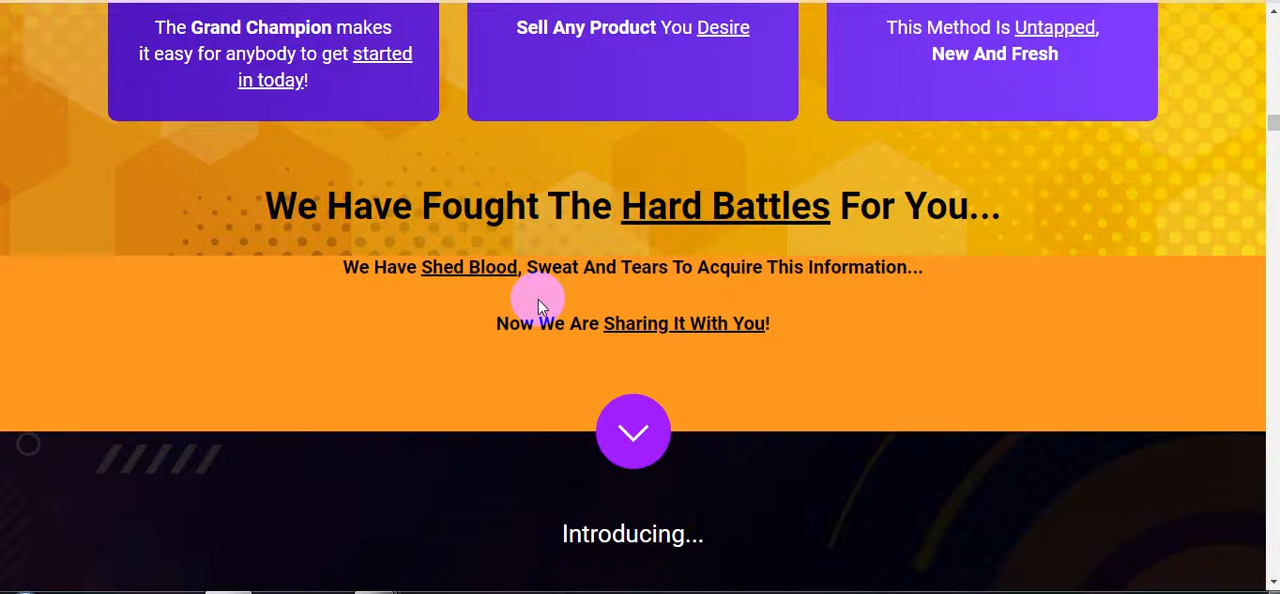 The Grand Champion makes
it easy for anybody to get started
in today!
Sell Any Product You Desire
This Method Is Untapped,
New And Fresh
We Have Fought The Hard Battles For You...
We Have Shed Blood, Sweat And Tears To Acquire This Information...
Now We Are Sharing It With You!
Introducing...